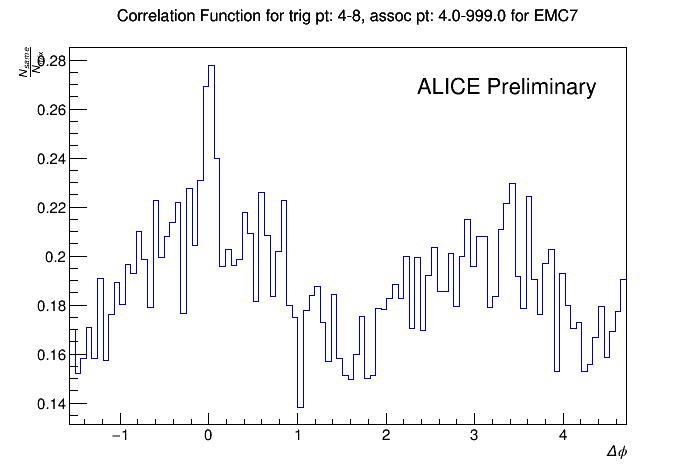 Correlation Function for trig pt: 4-8, assoc pt: 4.0-999.0 for EMC7
N_same
0.28
ALICE Preliminary
0.26
0.24
0.22
0.2
0.18
0.16
0.14
−1 0 1 2 3 4
Δϕ